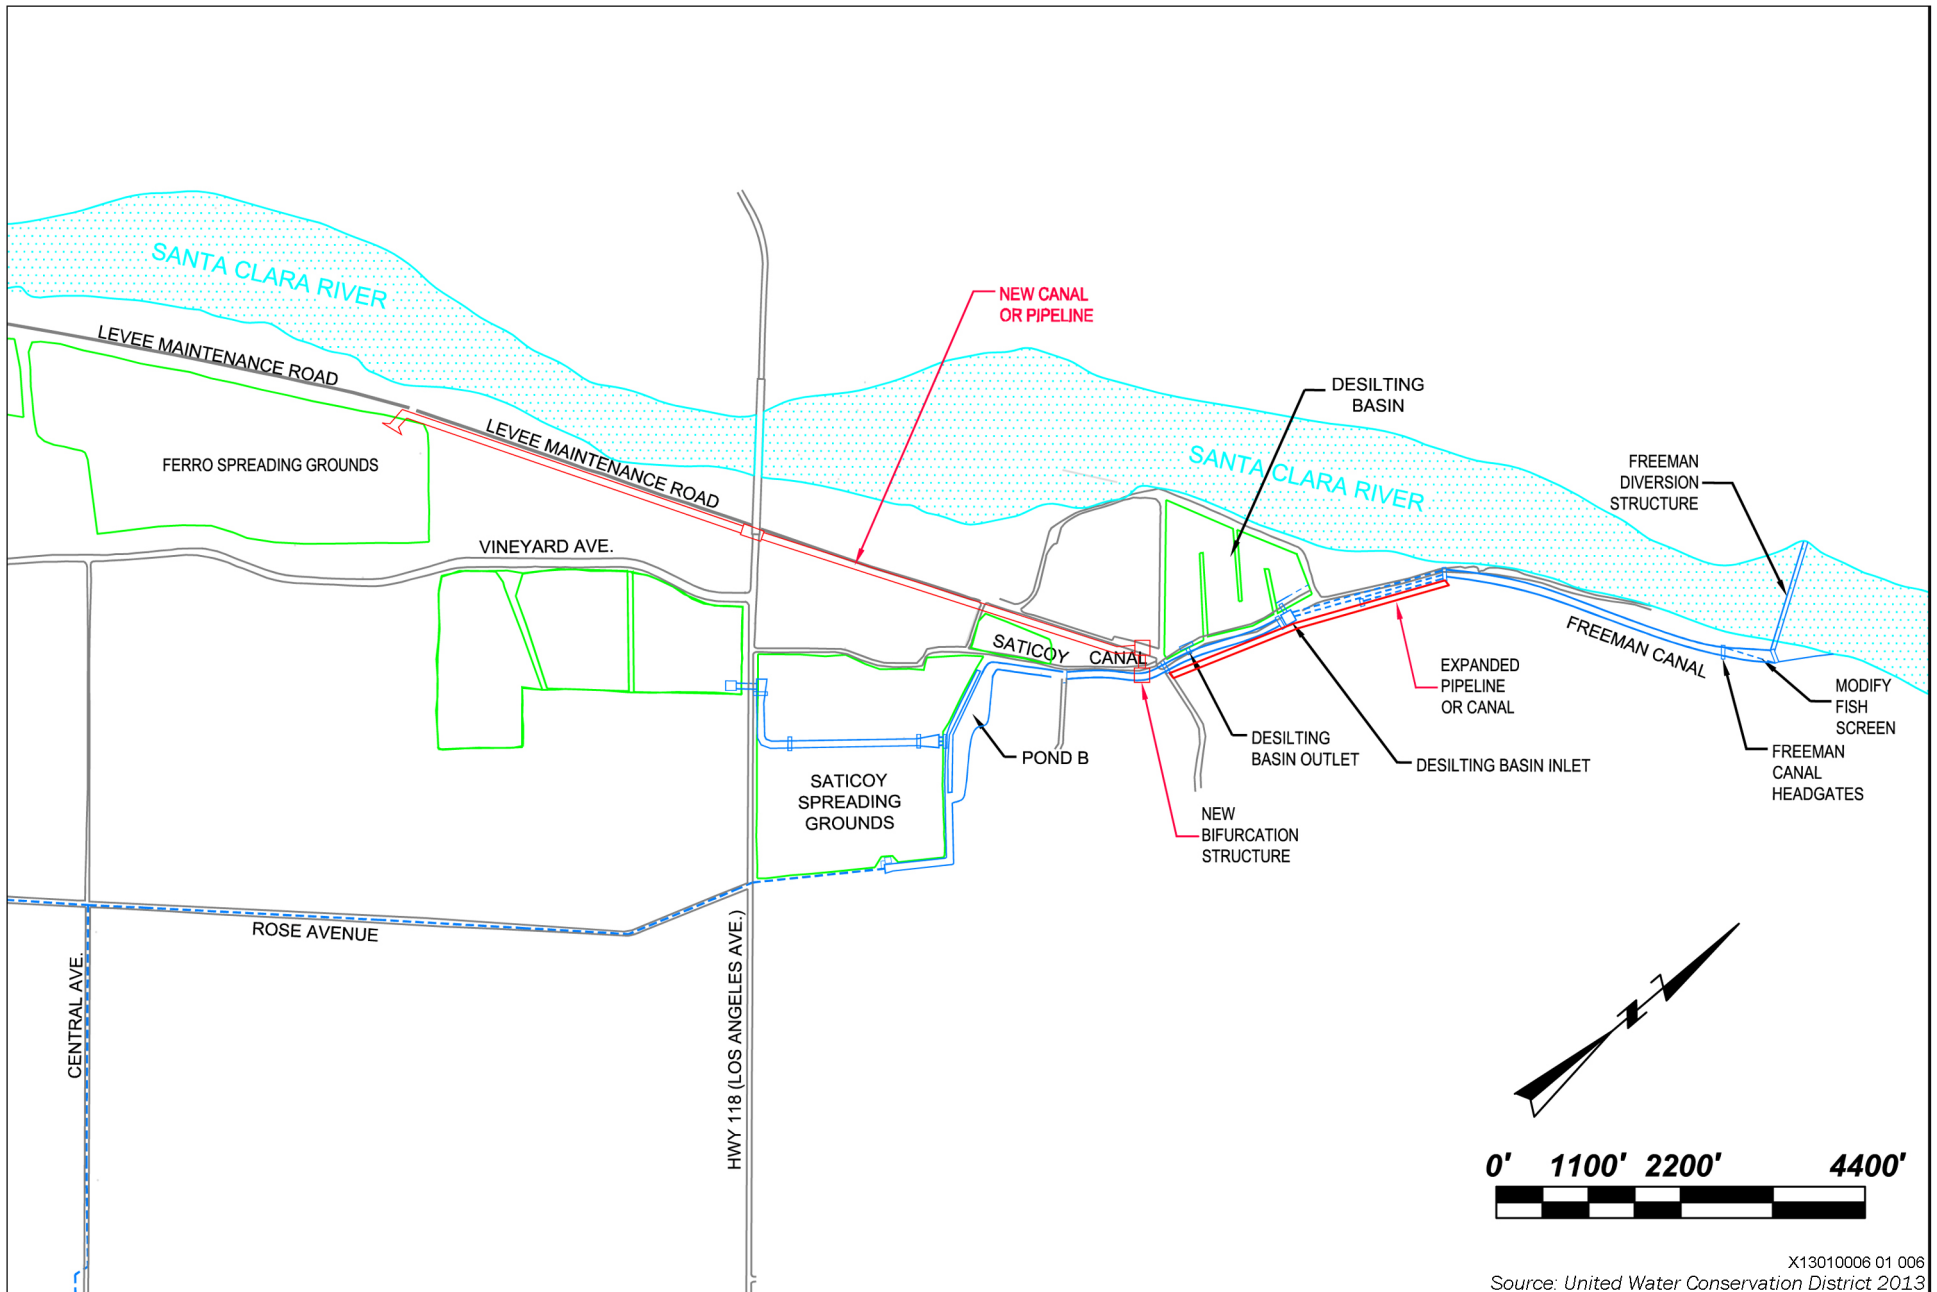 SANTA CLARA RIVER
LEVEE MAINTENANCE ROAD
NEW CANAL
OR PIPELINE
DESILTING
BASIN
LEVEE MAINTENANCE ROAD
FERRO SPREADING GROUNDS
SANTA CLARA RIVER
FREEMAN
DIVERSION
STRUCTURE
VINEYARD AVE.
SATICOY CANAL
FREEMAN CANAL
EXPANDED
PIPELINE
OR CANAL
MODIFY
FISH
SCREEN
POND B
DESILTING
BASIN OUTLET
DESILTING BASIN INLET
FREEMAN
CANAL
HEADGATES
SATICOY
SPREADING
GROUNDS
NEW
BIFURCATION
STRUCTURE
ROSE AVENUE
CENTRAL AVE.
HWY 118 (LOS ANGELES AVE.)
N
0' 1100' 2200' 4400'
X13010006 01 006
Source: United Water Conservation District 2013